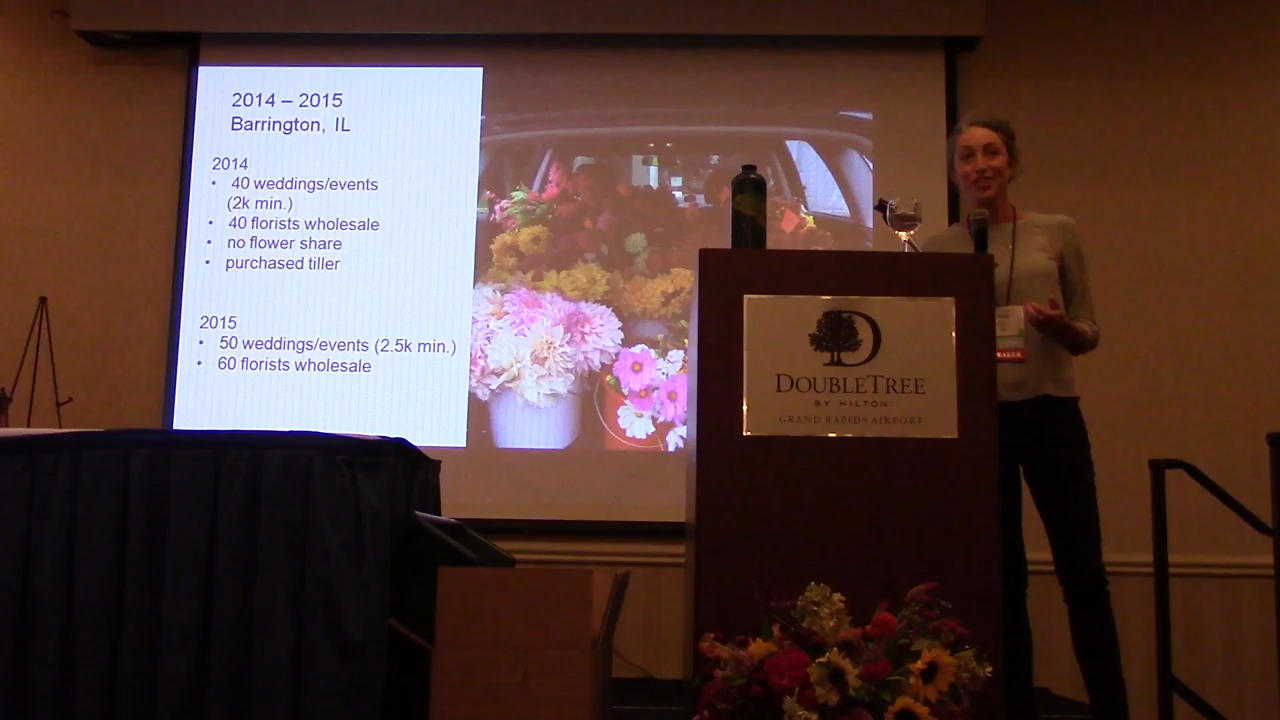 2014 – 2015
Barrington, IL
2014
• 40 weddings/events
(2k min.)
• 40 florists wholesale
• no flower share
• purchased tiller
2015
• 50 weddings/events (2.5k min.)
• 60 florists wholesale
DOUBLETREE
BY HILTON
GRAND RAPIDS AIRPORT